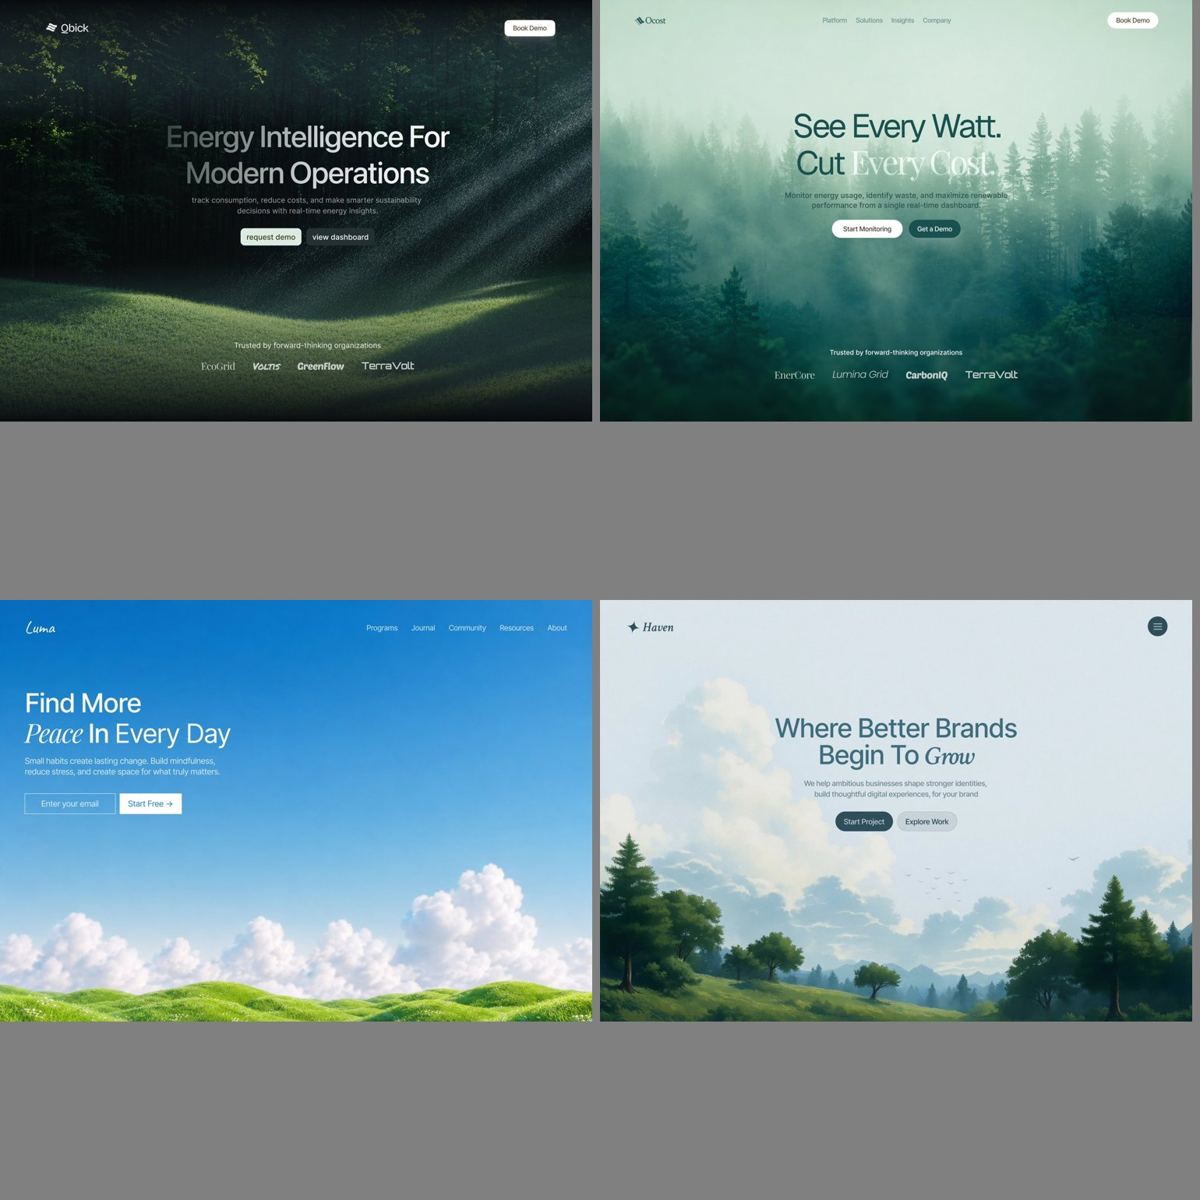 Qbick
Book Demo
Energy Intelligence For
Modern Operations
track consumption, reduce costs, and make smarter sustainability
decisions with real-time energy insights.
request demo
view dashboard
Trusted by forward-thinking organizations
EcoGrid
Voltis
GreenFlow
TerraVolt
Ocost
Platform
Solutions
Insights
Company
Book Demo
See Every Watt.
Cut Every Cost.
Monitor energy usage, identify waste, and maximize renewable
performance from a single real-time dashboard.
Start Monitoring
Get a Demo
Trusted by forward-thinking organizations
EnerCore
Lumina Grid
CarbonIQ
TerraVolt
Luma
Programs
Journal
Community
Resources
About
Find More
Peace In Every Day
Small habits create lasting change. Build mindfulness,
reduce stress, and create space for what truly matters.
Enter your email
Start Free →
Haven
Where Better Brands
Begin To Grow
We help ambitious businesses shape stronger identities,
build thoughtful digital experiences, for your brand
Start Project
Explore Work